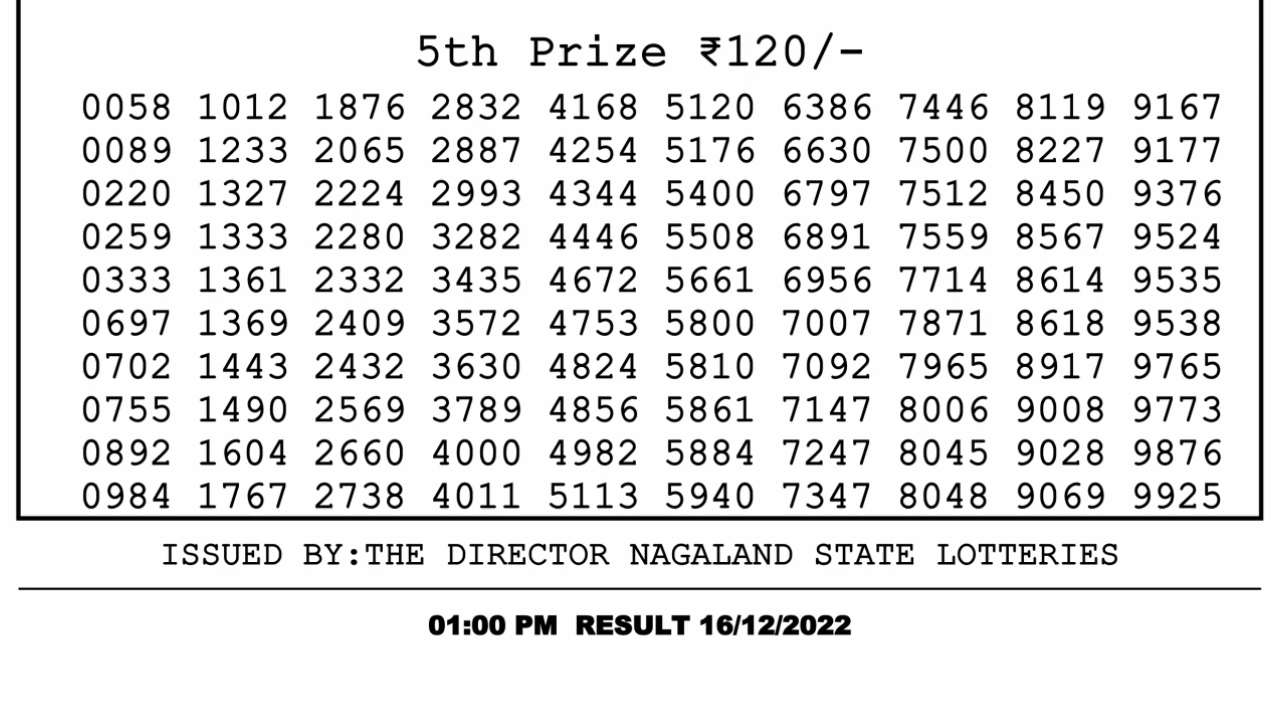 5th Prize ₹120/-
0058 1012 1876 2832 4168 5120 6386 7446 8119 9167
0089 1233 2065 2887 4254 5176 6630 7500 8227 9177
0220 1327 2224 2993 4344 5400 6797 7512 8450 9376
0259 1333 2280 3282 4446 5508 6891 7559 8567 9524
0333 1361 2332 3435 4672 5661 6956 7714 8614 9535
0697 1369 2409 3572 4753 5800 7007 7871 8618 9538
0702 1443 2432 3630 4824 5810 7092 7965 8917 9765
0755 1490 2569 3789 4856 5861 7147 8006 9008 9773
0892 1604 2660 4000 4982 5884 7247 8045 9028 9876
0984 1767 2738 4011 5113 5940 7347 8048 9069 9925
ISSUED BY:THE DIRECTOR NAGALAND STATE LOTTERIES
01:00 PM RESULT 16/12/2022